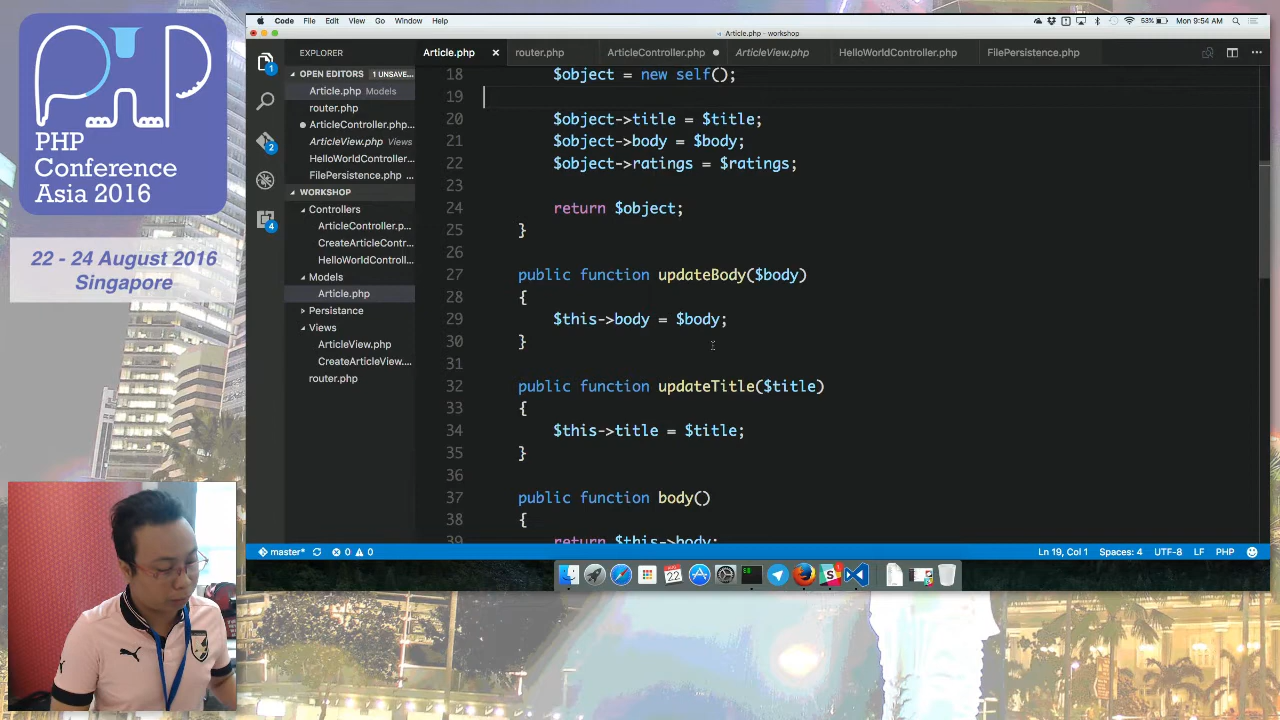 PHP
Conference
Asia 2016
22 - 24 August 2016
Singapore
Code File Edit View Go Window Help
53% Mon 9:54 AM
Article.php - workshop
EXPLORER
OPEN EDITORS 1 UNSAVE...
Article.php Models
router.php
ArticleController.php...
ArticleView.php Views
HelloWorldController...
FilePersistence.php ...
WORKSHOP
Controllers
ArticleController.p...
CreateArticleContr...
HelloWorldControll...
Models
Article.php
Persistance
Views
ArticleView.php
CreateArticleView....
router.php
Article.php × router.php ArticleController.php ArticleView.php HelloWorldController.php FilePersistence.php
18 $object = new self();
19
20 $object->title = $title;
21 $object->body = $body;
22 $object->ratings = $ratings;
23
24 return $object;
25 }
26
27 public function updateBody($body)
28 {
29 $this->body = $body;
30 }
31
32 public function updateTitle($title)
33 {
34 $this->title = $title;
35 }
36
37 public function body()
38 {
39 return $this->body;
master* 0 0 Ln 19, Col 1 Spaces: 4 UTF-8 LF PHP